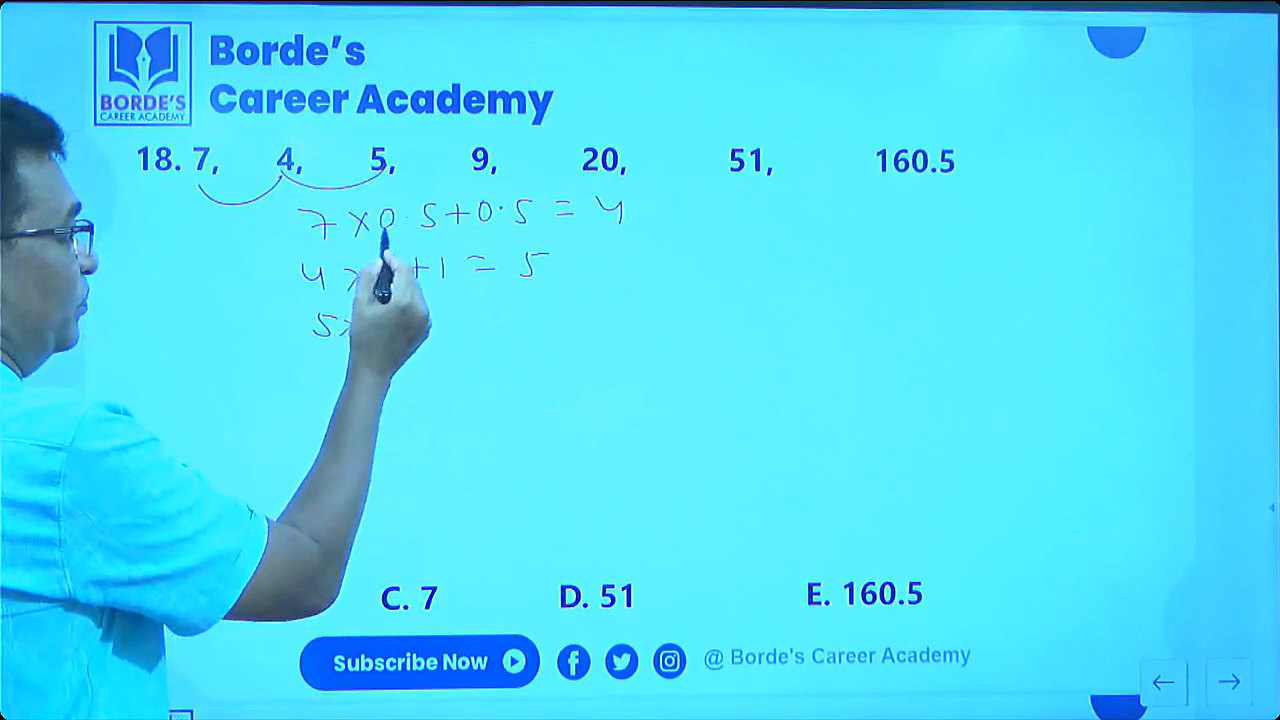 BORDE'S
CAREER ACADEMY
Borde's
Career Academy
18. 7, 4, 5, 9, 20, 51, 160.5
7 × 0.5 + 0.5 = 4
4 × + 1 = 5
5 ×
C. 7 D. 51 E. 160.5
Subscribe Now
@ Borde's Career Academy